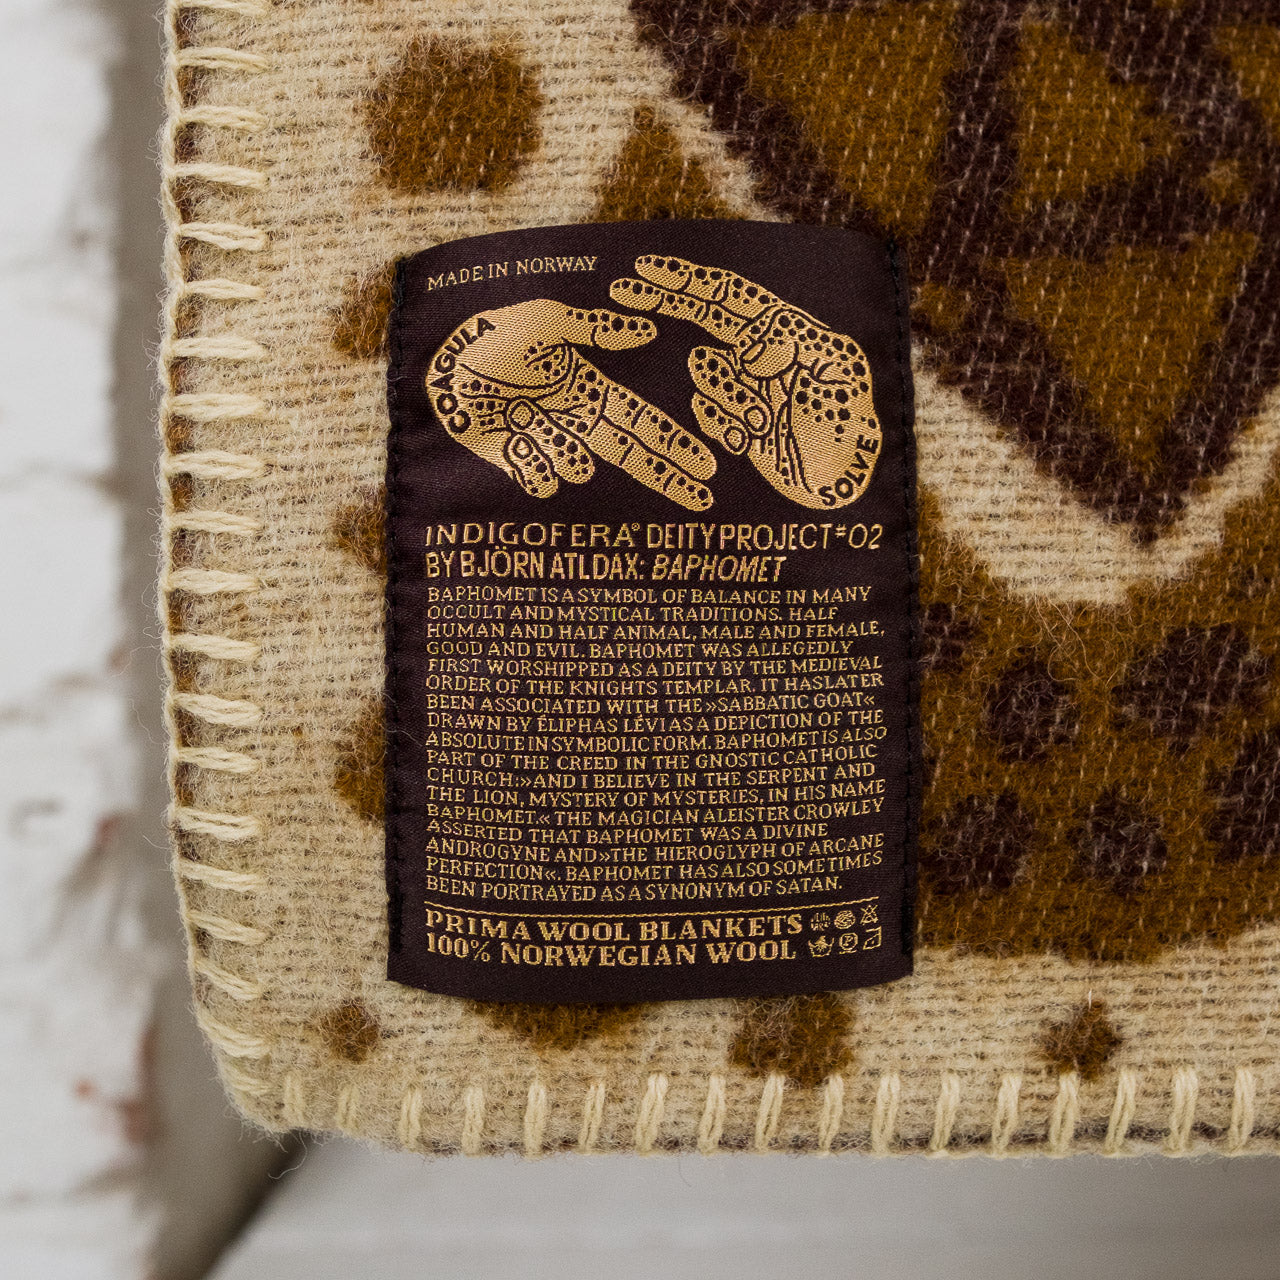 MADE IN NORWAY
COAGULA
SOLVE
INDIGOFERA® DEITY PROJECT #02
BY BJÖRN ATLDAX: BAPHOMET
BAPHOMET IS A SYMBOL OF BALANCE IN MANY
OCCULT AND MYSTICAL TRADITIONS. HALF
HUMAN AND HALF ANIMAL, MALE AND FEMALE,
GOOD AND EVIL. BAPHOMET WAS ALLEGEDLY
FIRST WORSHIPPED AS A DEITY BY THE MEDIEVAL
ORDER OF THE KNIGHTS TEMPLAR. IT HAS LATER
BEEN ASSOCIATED WITH THE »SABBATIC GOAT«
DRAWN BY ÉLIPHAS LÉVI AS A DEPICTION OF THE
ABSOLUTE IN SYMBOLIC FORM. BAPHOMET IS ALSO
PART OF THE CREED IN THE GNOSTIC CATHOLIC
CHURCH:»AND I BELIEVE IN THE SERPENT AND
THE LION, MYSTERY OF MYSTERIES, IN HIS NAME
BAPHOMET.« THE MAGICIAN ALEISTER CROWLEY
ASSERTED THAT BAPHOMET WAS A DIVINE
ANDROGYNE AND »THE HIEROGLYPH OF ARCANE
PERFECTION«. BAPHOMET HAS ALSO SOMETIMES
BEEN PORTRAYED AS A SYNONYM OF SATAN.
PRIMA WOOL BLANKETS
100% NORWEGIAN WOOL